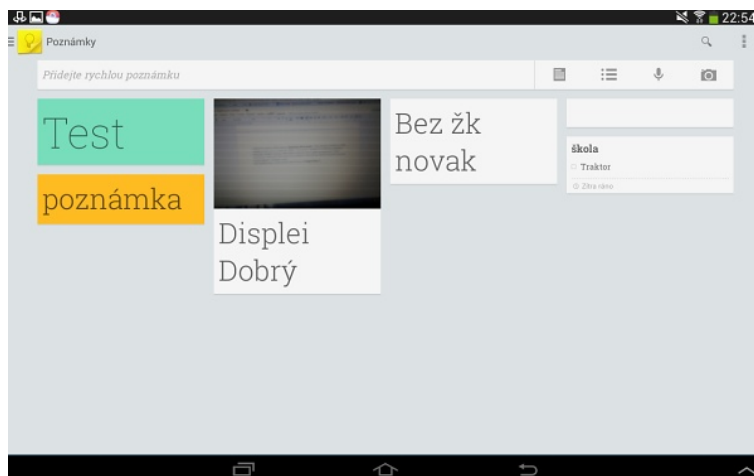 22:54
Poznámky
Přidejte rychlou poznámku
Test
poznámka
Displei
Dobrý
Bez žk
novak
škola
Traktor
Zítra ráno